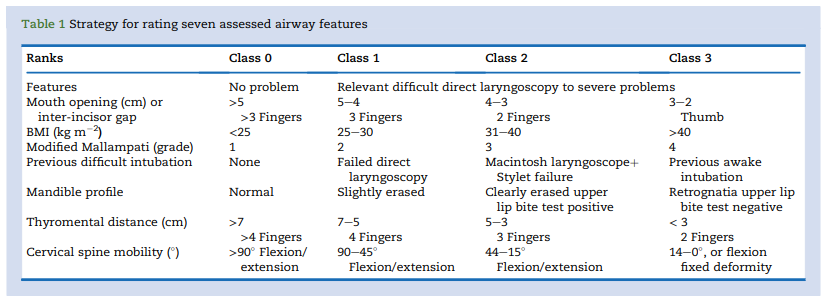 Table 1 Strategy for rating seven assessed airway features
Ranks Class 0 Class 1 Class 2 Class 3
Features No problem Relevant difficult direct laryngoscopy to severe problems
Mouth opening (cm) or >5 5–4 4–3 3–2
inter-incisor gap >3 Fingers 3 Fingers 2 Fingers Thumb
BMI (kg m−2) <25 25–30 31–40 >40
Modified Mallampati (grade) 1 2 3 4
Previous difficult intubation None Failed direct Macintosh laryngoscope+ Previous awake
laryngoscopy Stylet failure intubation
Mandible profile Normal Slightly erased Clearly erased upper Retrognatia upper lip
lip bite test positive bite test negative
Thyromental distance (cm) >7 7–5 5–3 < 3
>4 Fingers 4 Fingers 3 Fingers 2 Fingers
Cervical spine mobility (°) >90° Flexion/ 90–45° 44–15° 14–0°, or flexion
extension Flexion/extension Flexion/extension fixed deformity